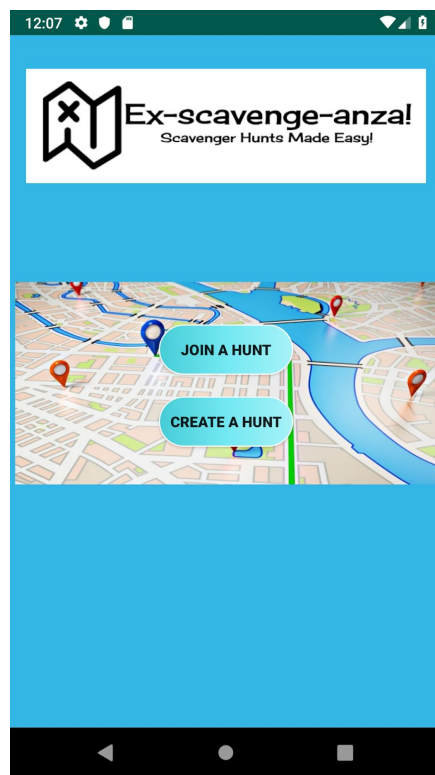 12:07
Ex-scavenge-anza!
Scavenger Hunts Made Easy!
JOIN A HUNT
CREATE A HUNT